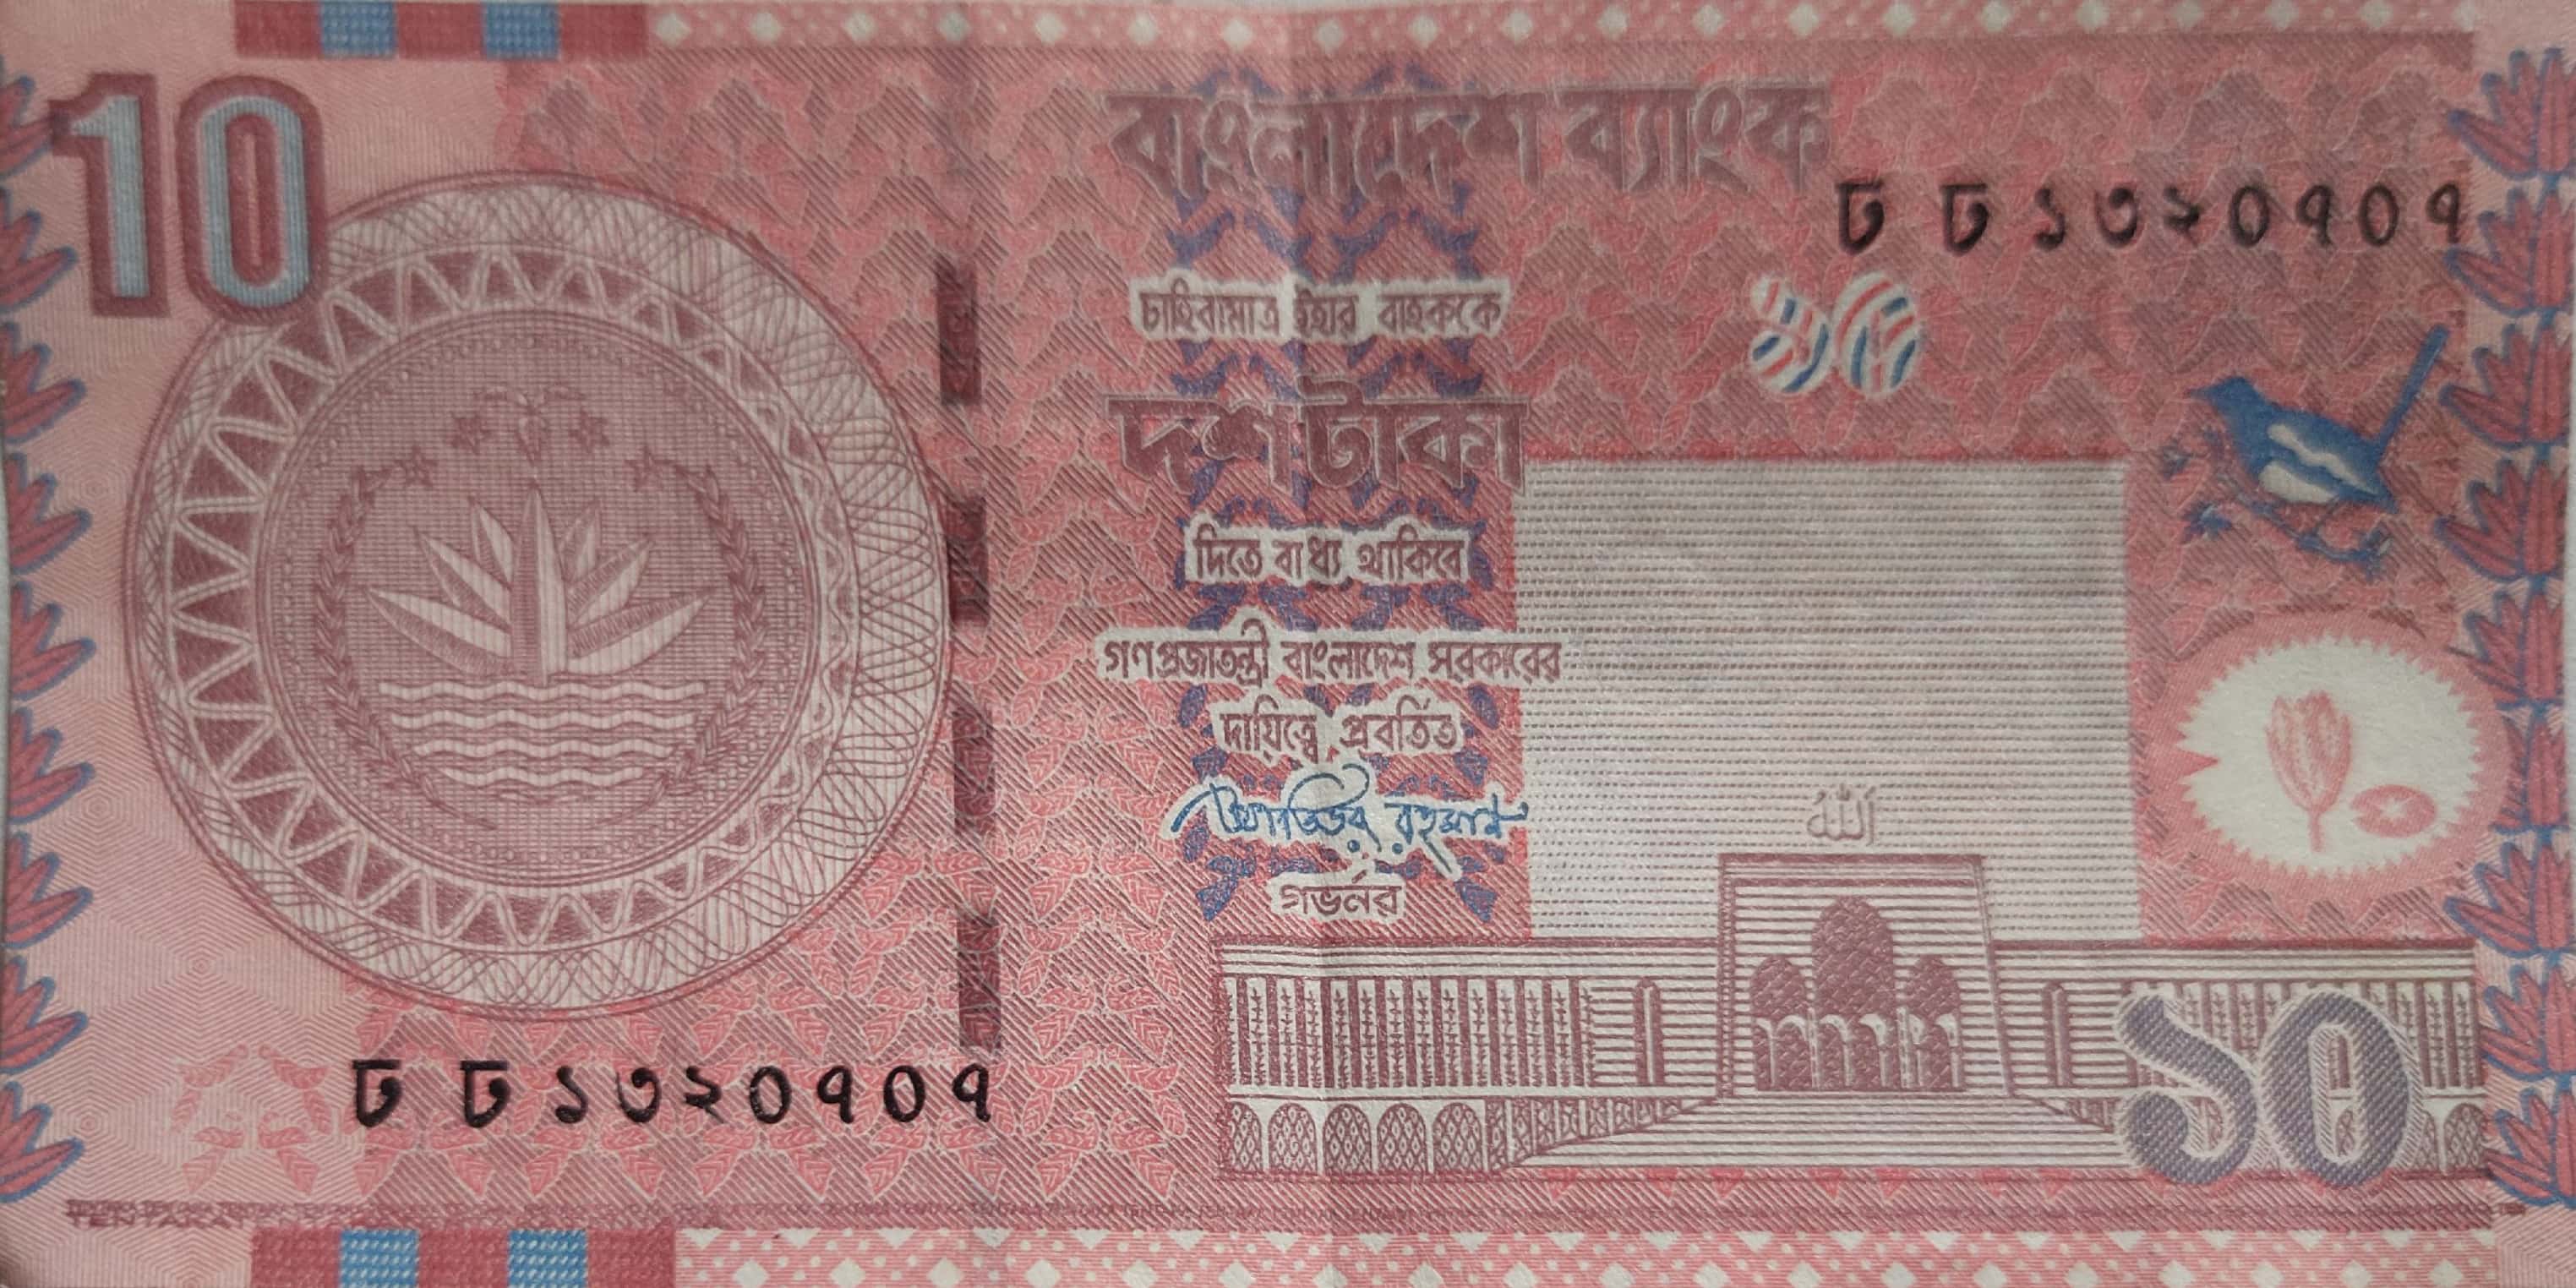 10
বাংলাদেশ ব্যাংক
ঢ ঢ ১৩২০৭০৭
চাহিবামাত্র ইহার বাহককে
১০
দশ টাকা
দিতে বাধ্য থাকিবে
গণপ্রজাতন্ত্রী বাংলাদেশ সরকারের
দায়িত্বে প্রবর্তিত
আতিউর রহমান
গভর্নর
الله
ঢ ঢ ১৩২০৭০৭
১০
TENTAKA